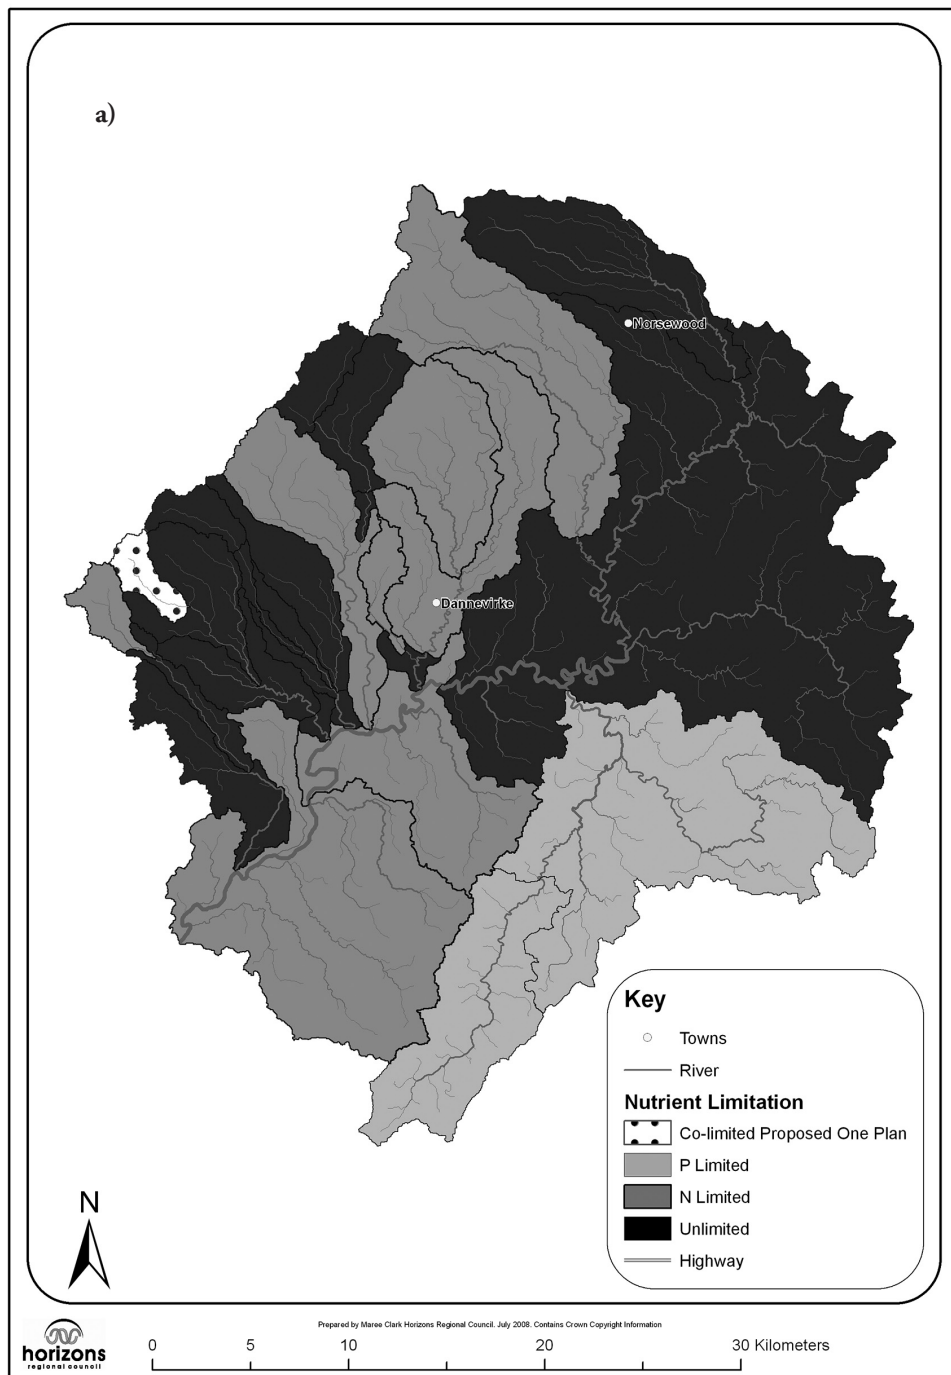 a)
Norsewood
Dannevirke
Key
Towns
River
Nutrient Limitation
Co-limited Proposed One Plan
P Limited
N Limited
Unlimited
Highway
N
Prepared by Maree Clark Horizons Regional Council. July 2008. Contains Crown Copyright Information
horizons
regional council
0 5 10 20 30 Kilometers